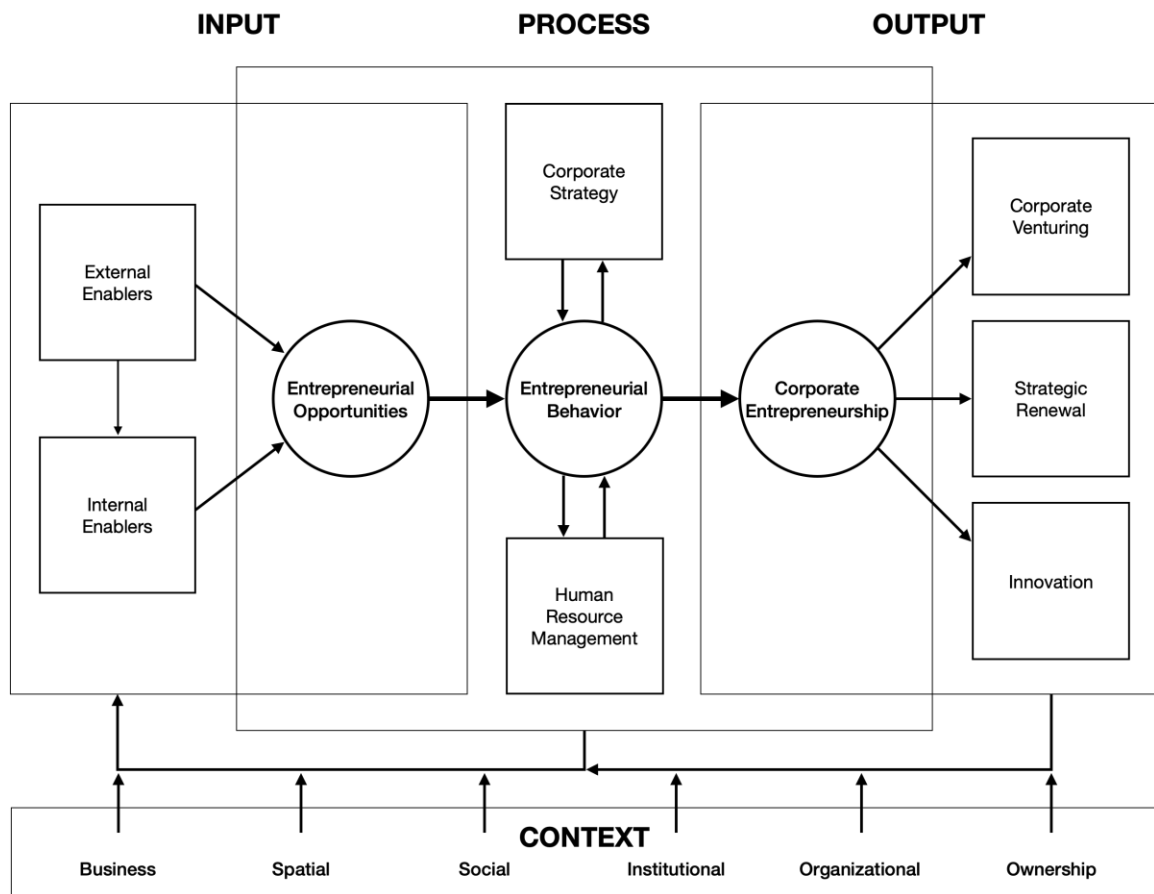 INPUT
PROCESS
OUTPUT
External
Enablers
Internal
Enablers
Entrepreneurial
Opportunities
Corporate
Strategy
Entrepreneurial
Behavior
Human
Resource
Management
Corporate
Entrepreneurship
Corporate
Venturing
Strategic
Renewal
Innovation
CONTEXT
Business
Spatial
Social
Institutional
Organizational
Ownership